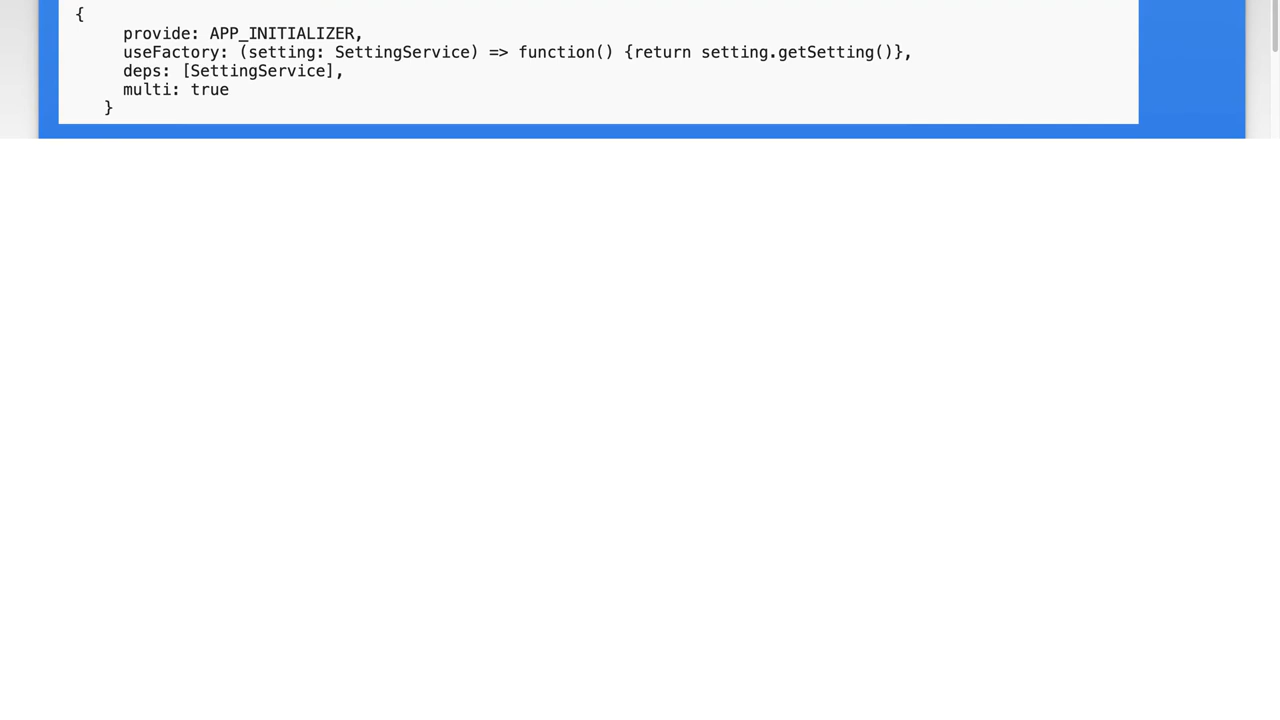 {
provide: APP_INITIALIZER,
useFactory: (setting: SettingService) => function() {return setting.getSetting()},
deps: [SettingService],
multi: true
}